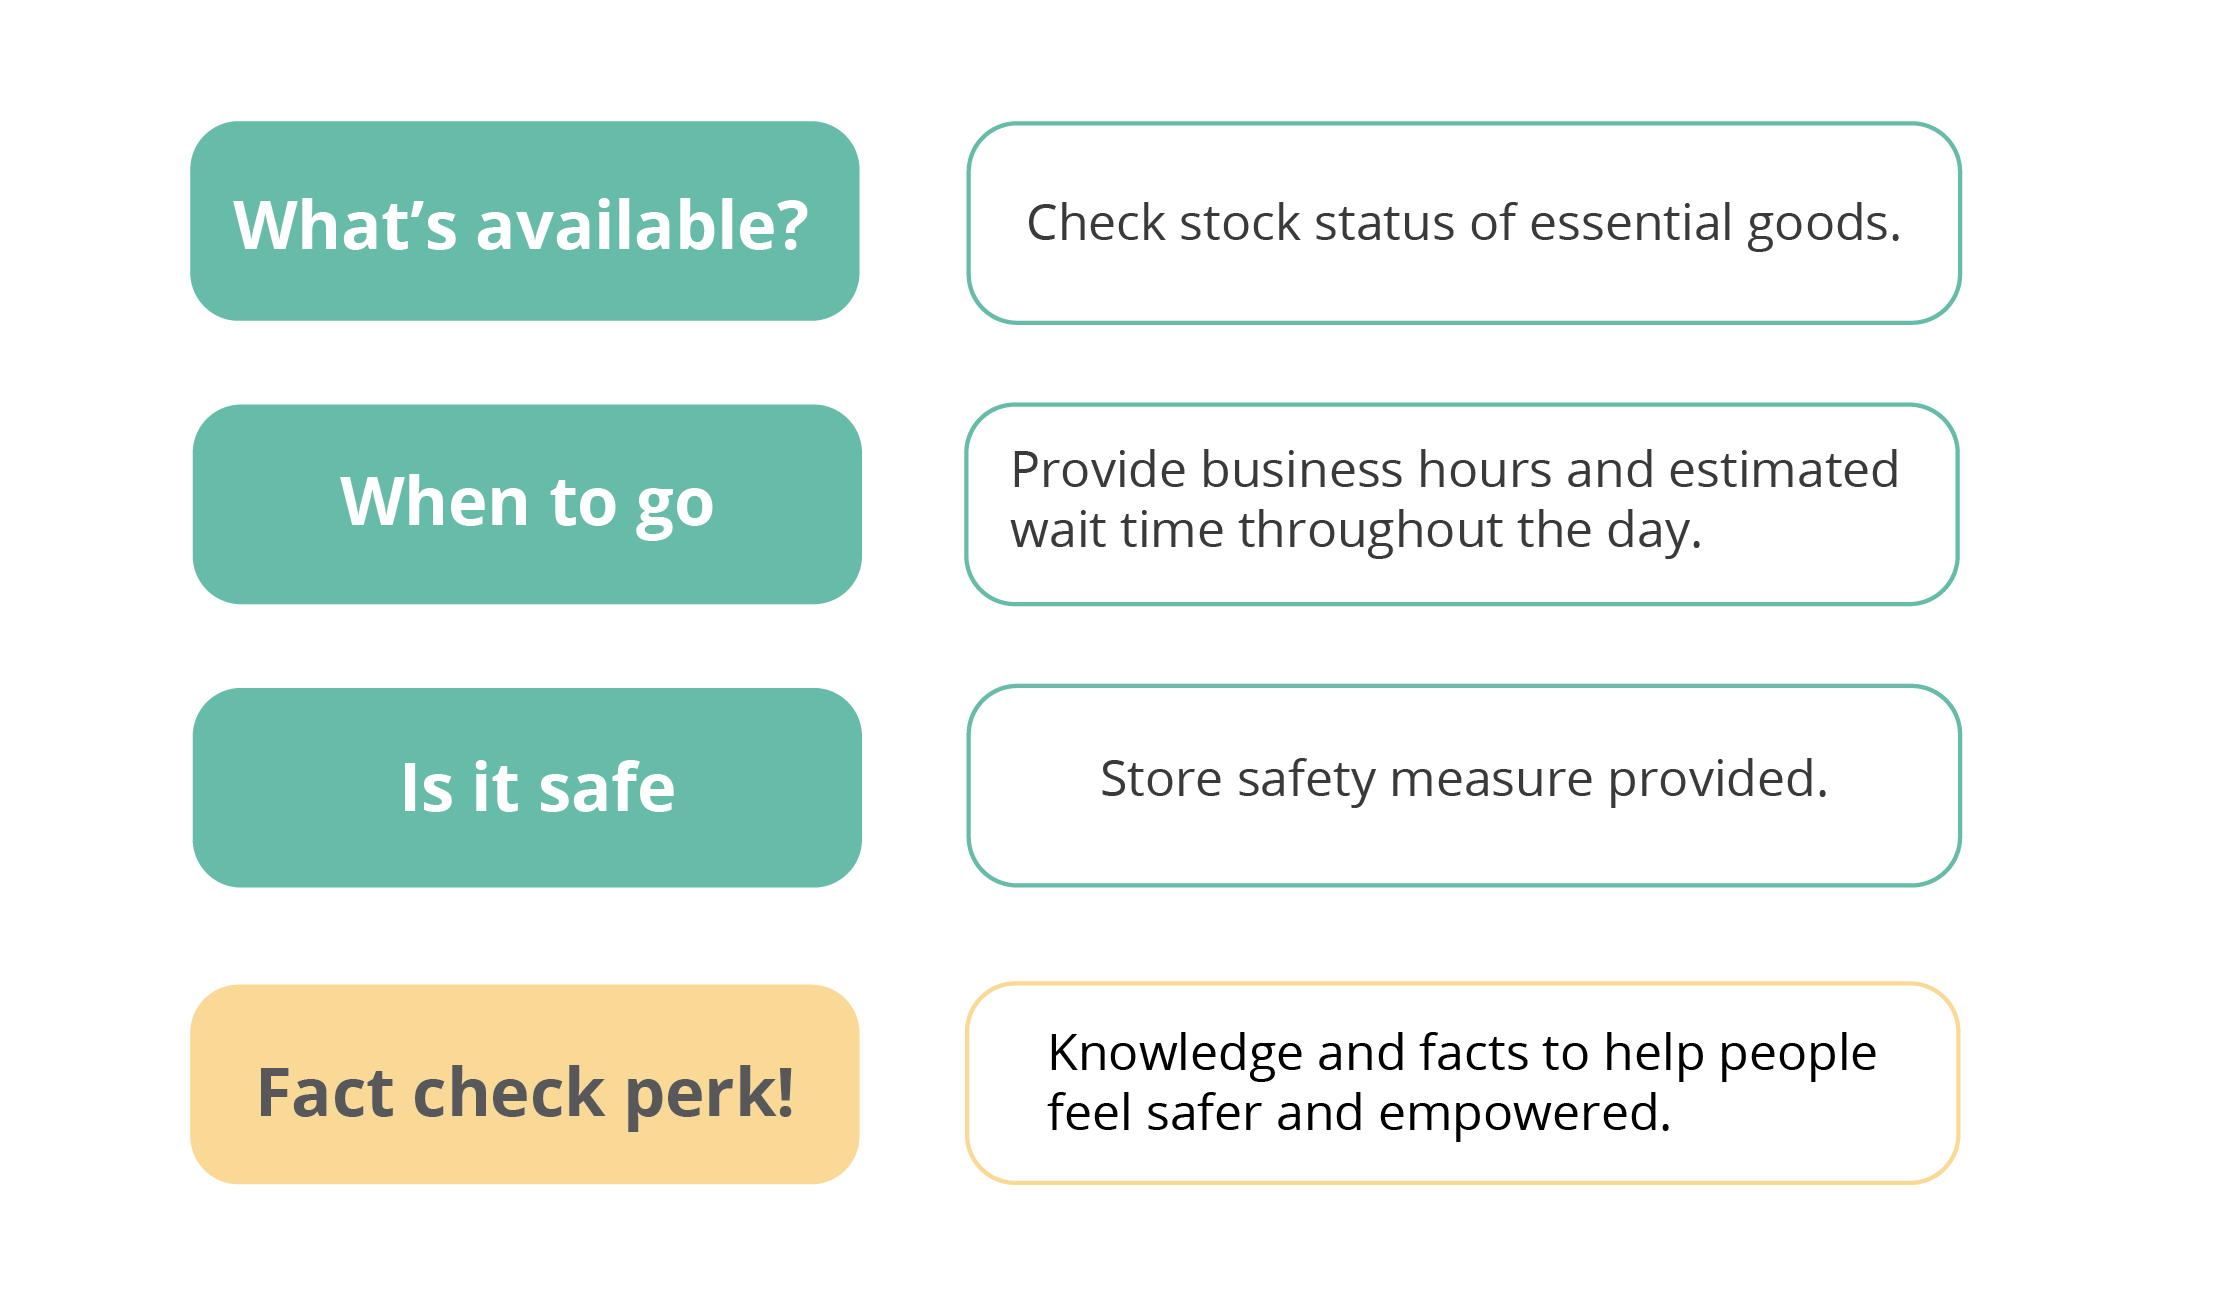 What’s available?
Check stock status of essential goods.
When to go
Provide business hours and estimated
wait time throughout the day.
Is it safe
Store safety measure provided.
Fact check perk!
Knowledge and facts to help people
feel safer and empowered.